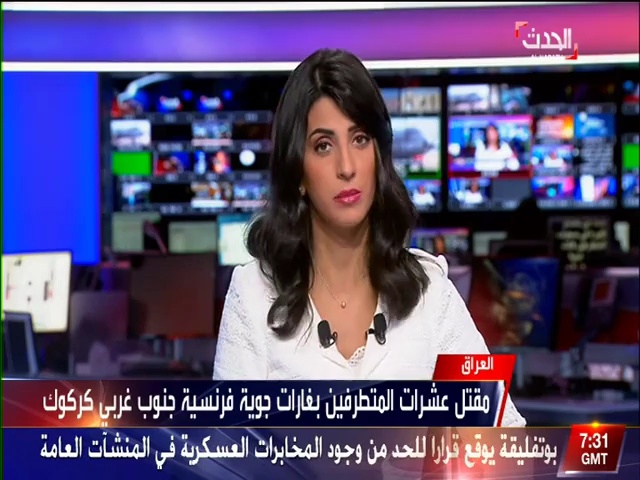 الحدث
العراق
مقتل عشرات المتطرفين بغارات جوية فرنسية جنوب غربي كركوك
بوتفليقة يوقع قرارا للحد من وجود المخابرات العسكرية في المنشآت العامة
7:31
GMT